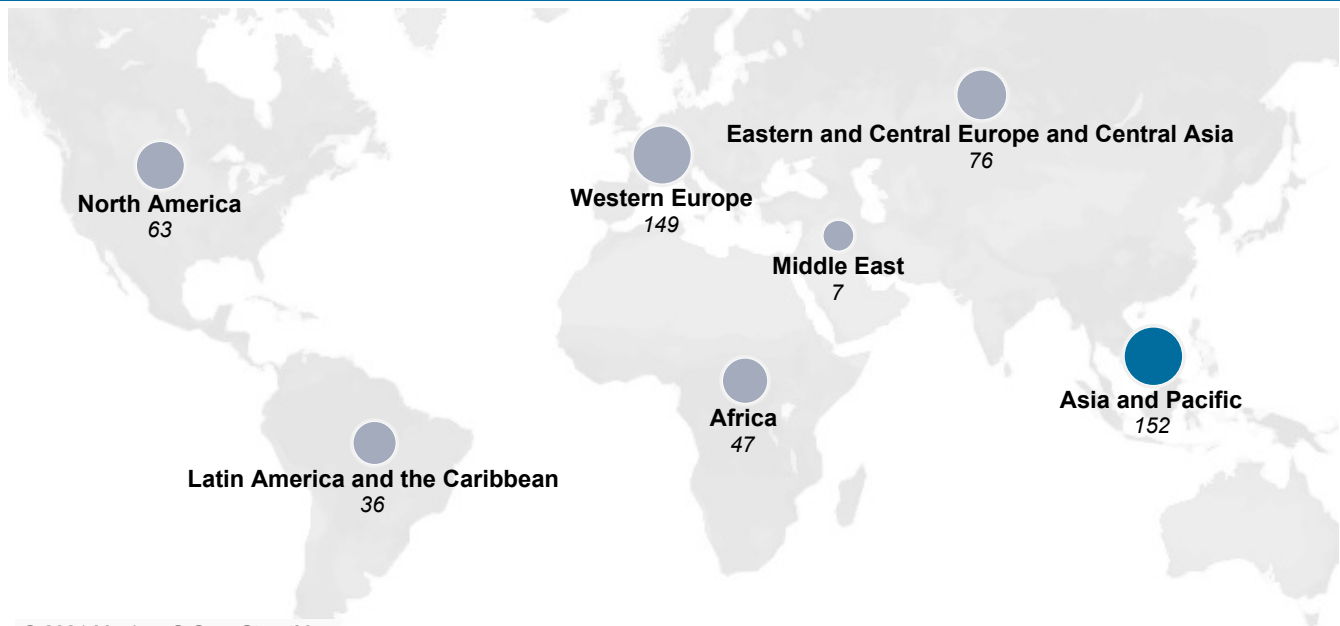 Eastern and Central Europe and Central Asia
76
North America
63
Western Europe
149
Middle East
7
Asia and Pacific
152
Africa
47
Latin America and the Caribbean
36